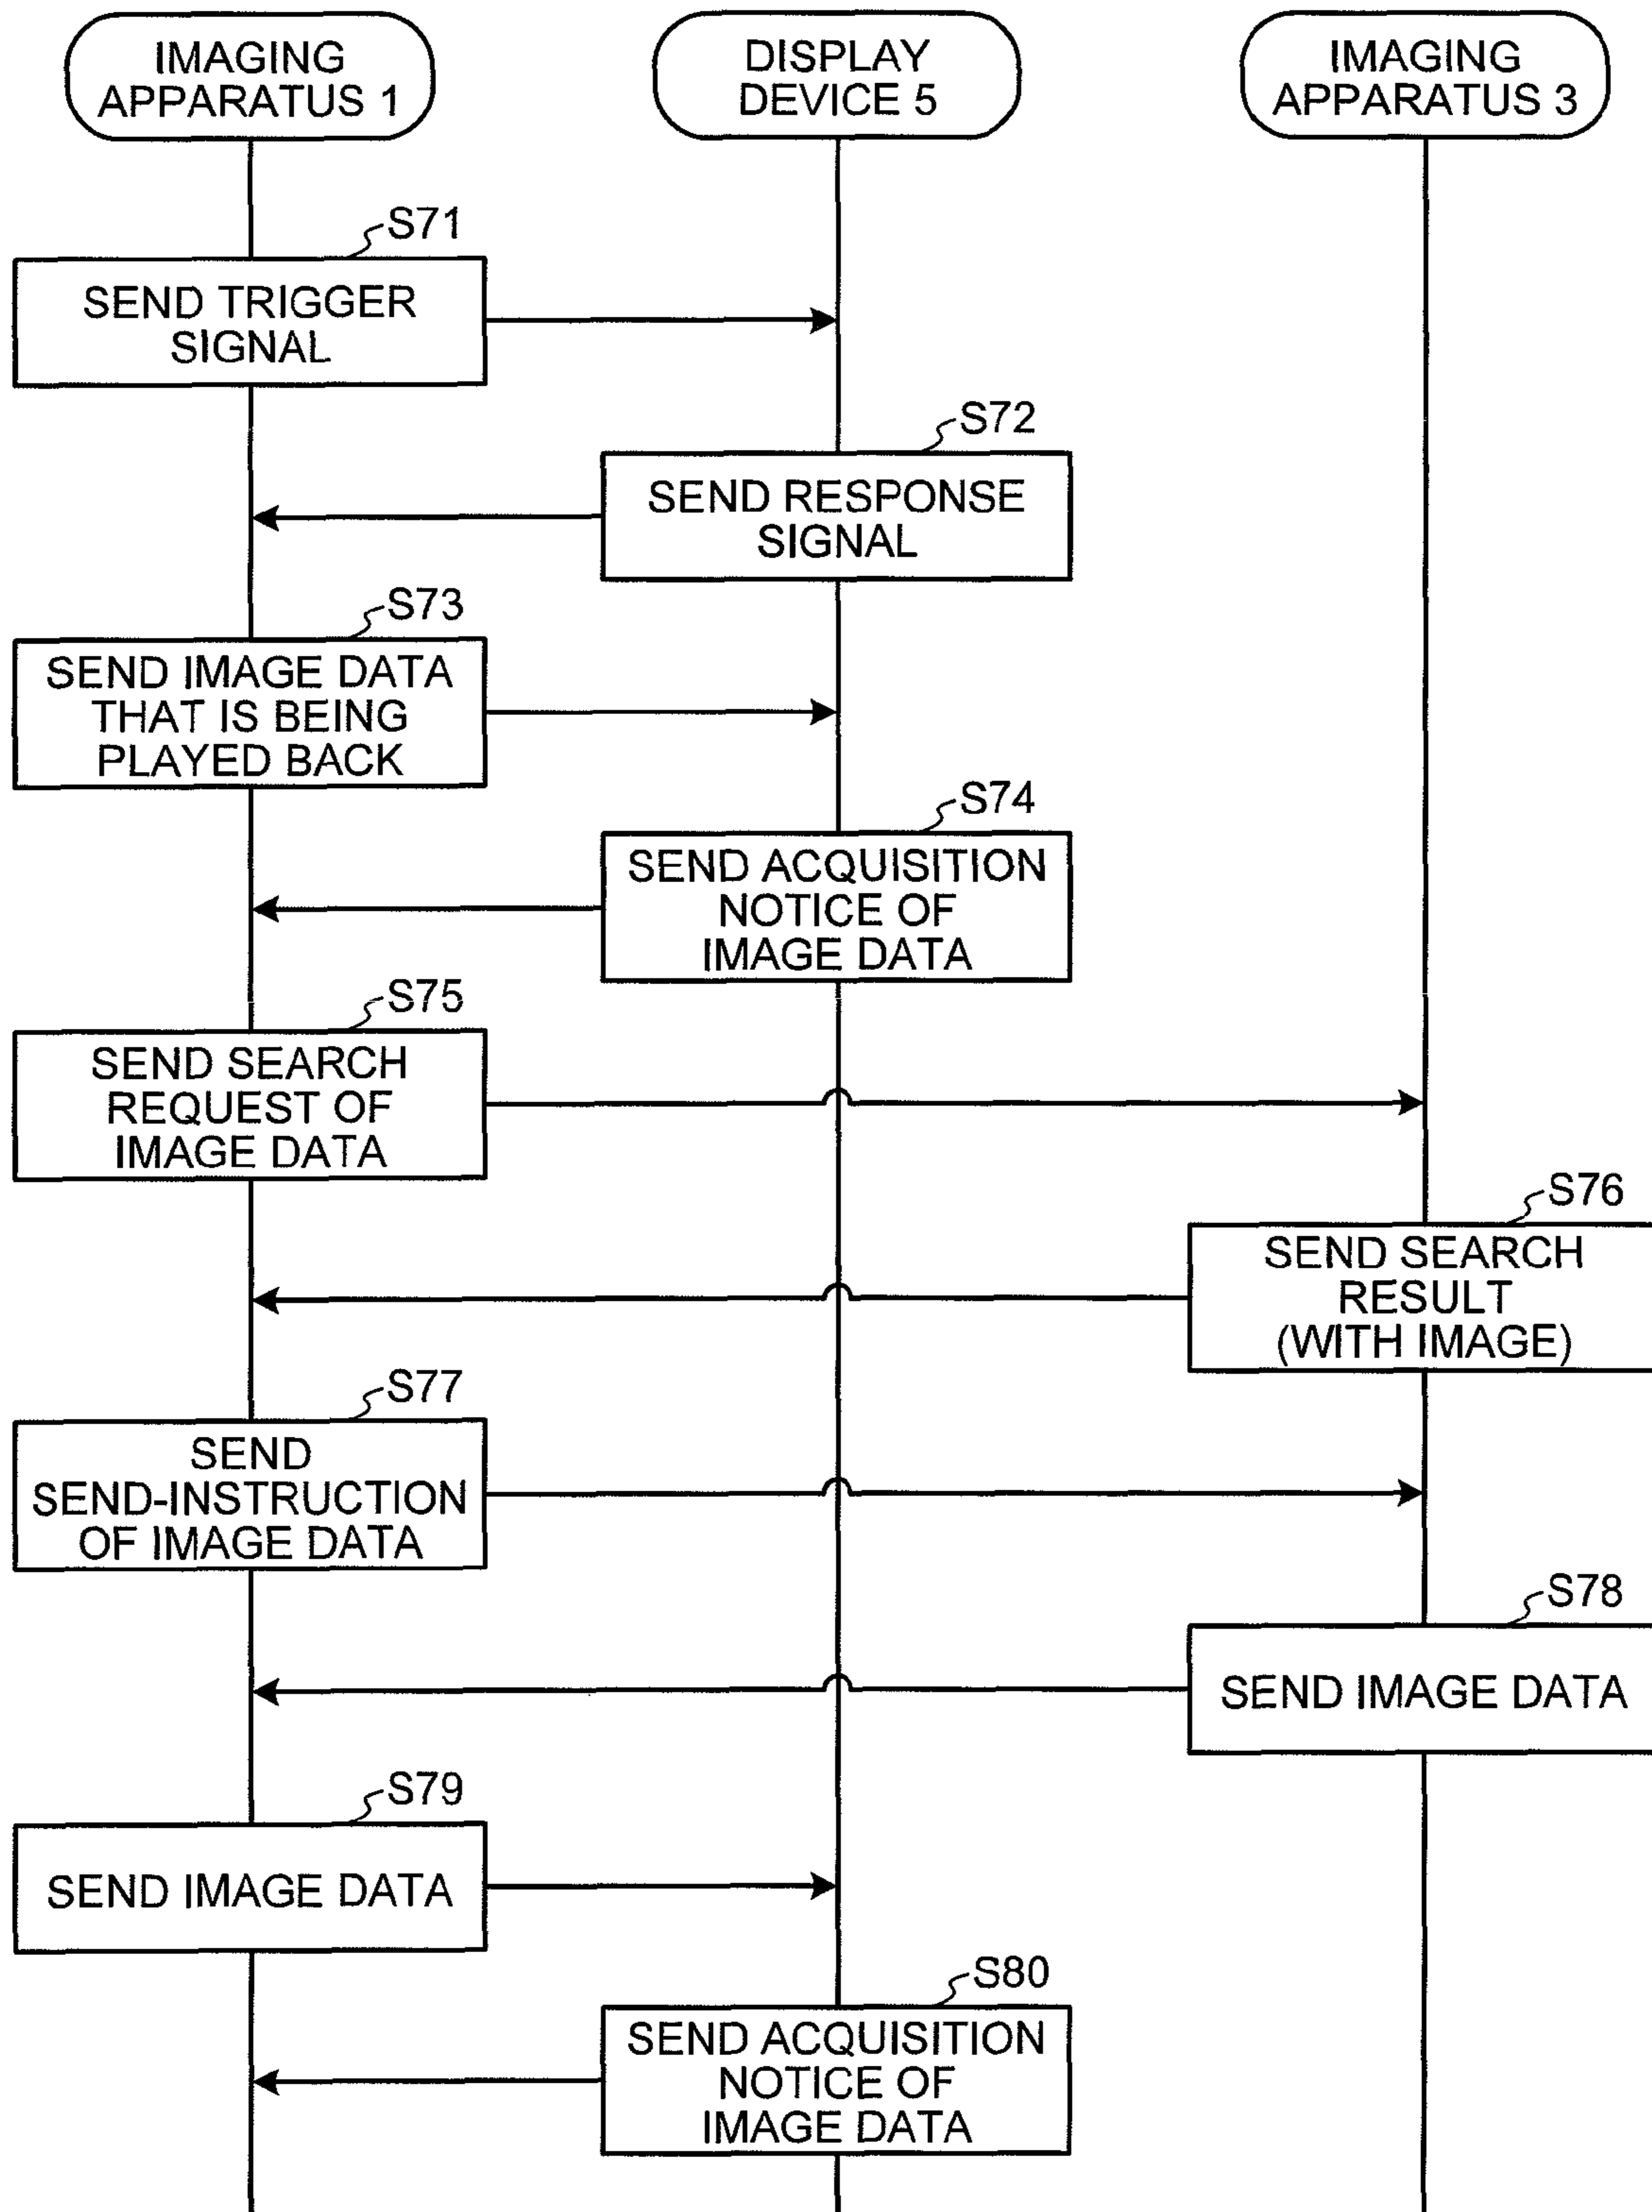 IMAGING
APPARATUS 1
DISPLAY
DEVICE 5
IMAGING
APPARATUS 3
S71
SEND TRIGGER
SIGNAL
S72
SEND RESPONSE
SIGNAL
S73
SEND IMAGE DATA
THAT IS BEING
PLAYED BACK
S74
SEND ACQUISITION
NOTICE OF
IMAGE DATA
S75
SEND SEARCH
REQUEST OF
IMAGE DATA
S76
SEND SEARCH
RESULT
(WITH IMAGE)
S77
SEND
SEND-INSTRUCTION
OF IMAGE DATA
S78
SEND IMAGE DATA
S79
SEND IMAGE DATA
S80
SEND ACQUISITION
NOTICE OF
IMAGE DATA